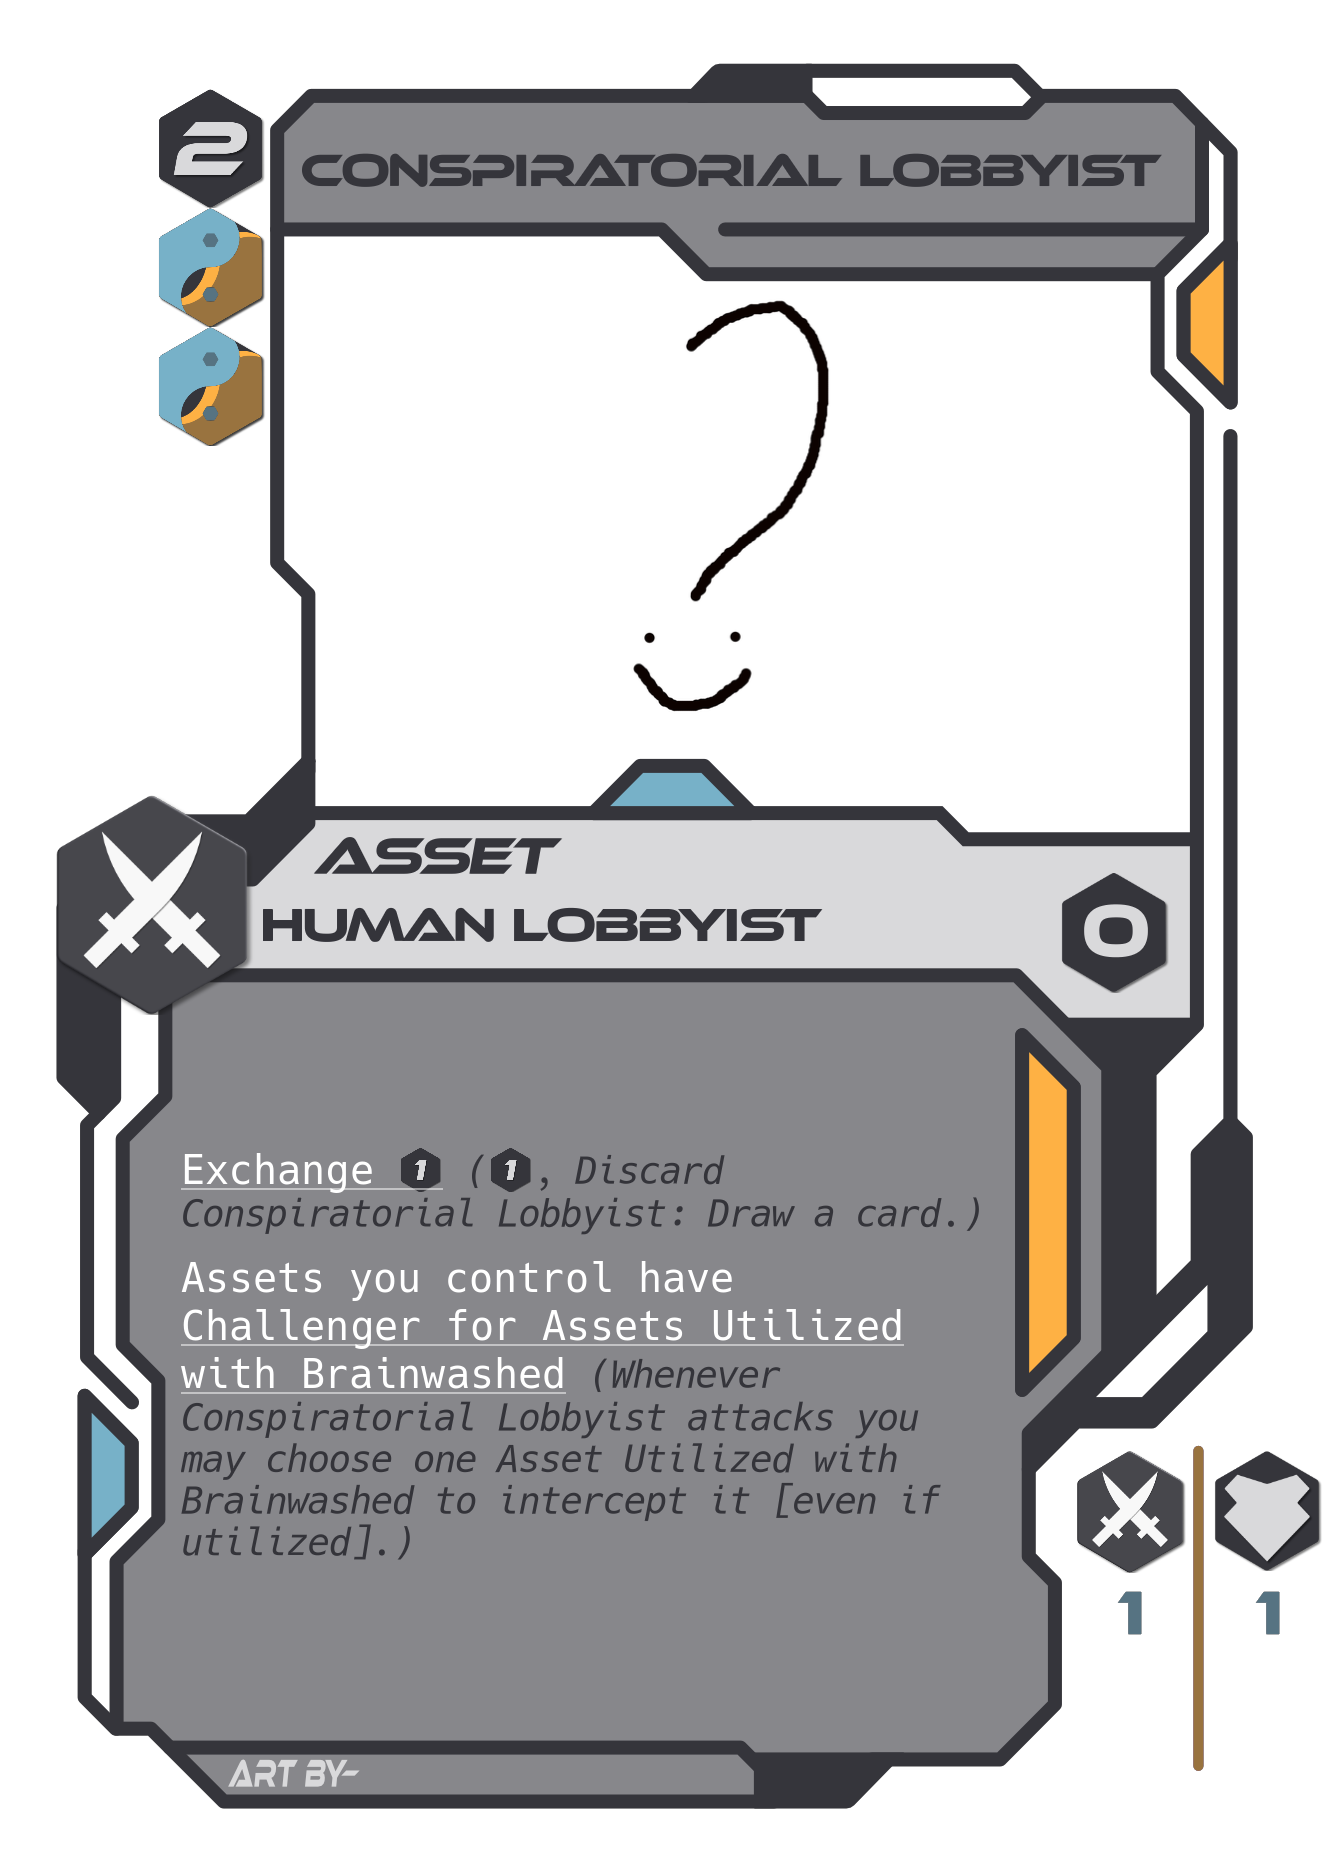 2
CONSPIRATORIAL LOBBYIST
ASSET
HUMAN LOBBYIST
0
Exchange 1 (1, Discard
Conspiratorial Lobbyist: Draw a card.)
Assets you control have
Challenger for Assets Utilized
with Brainwashed (Whenever
Conspiratorial Lobbyist attacks you
may choose one Asset Utilized with
Brainwashed to intercept it [even if
utilized].)
1 1
ART BY-